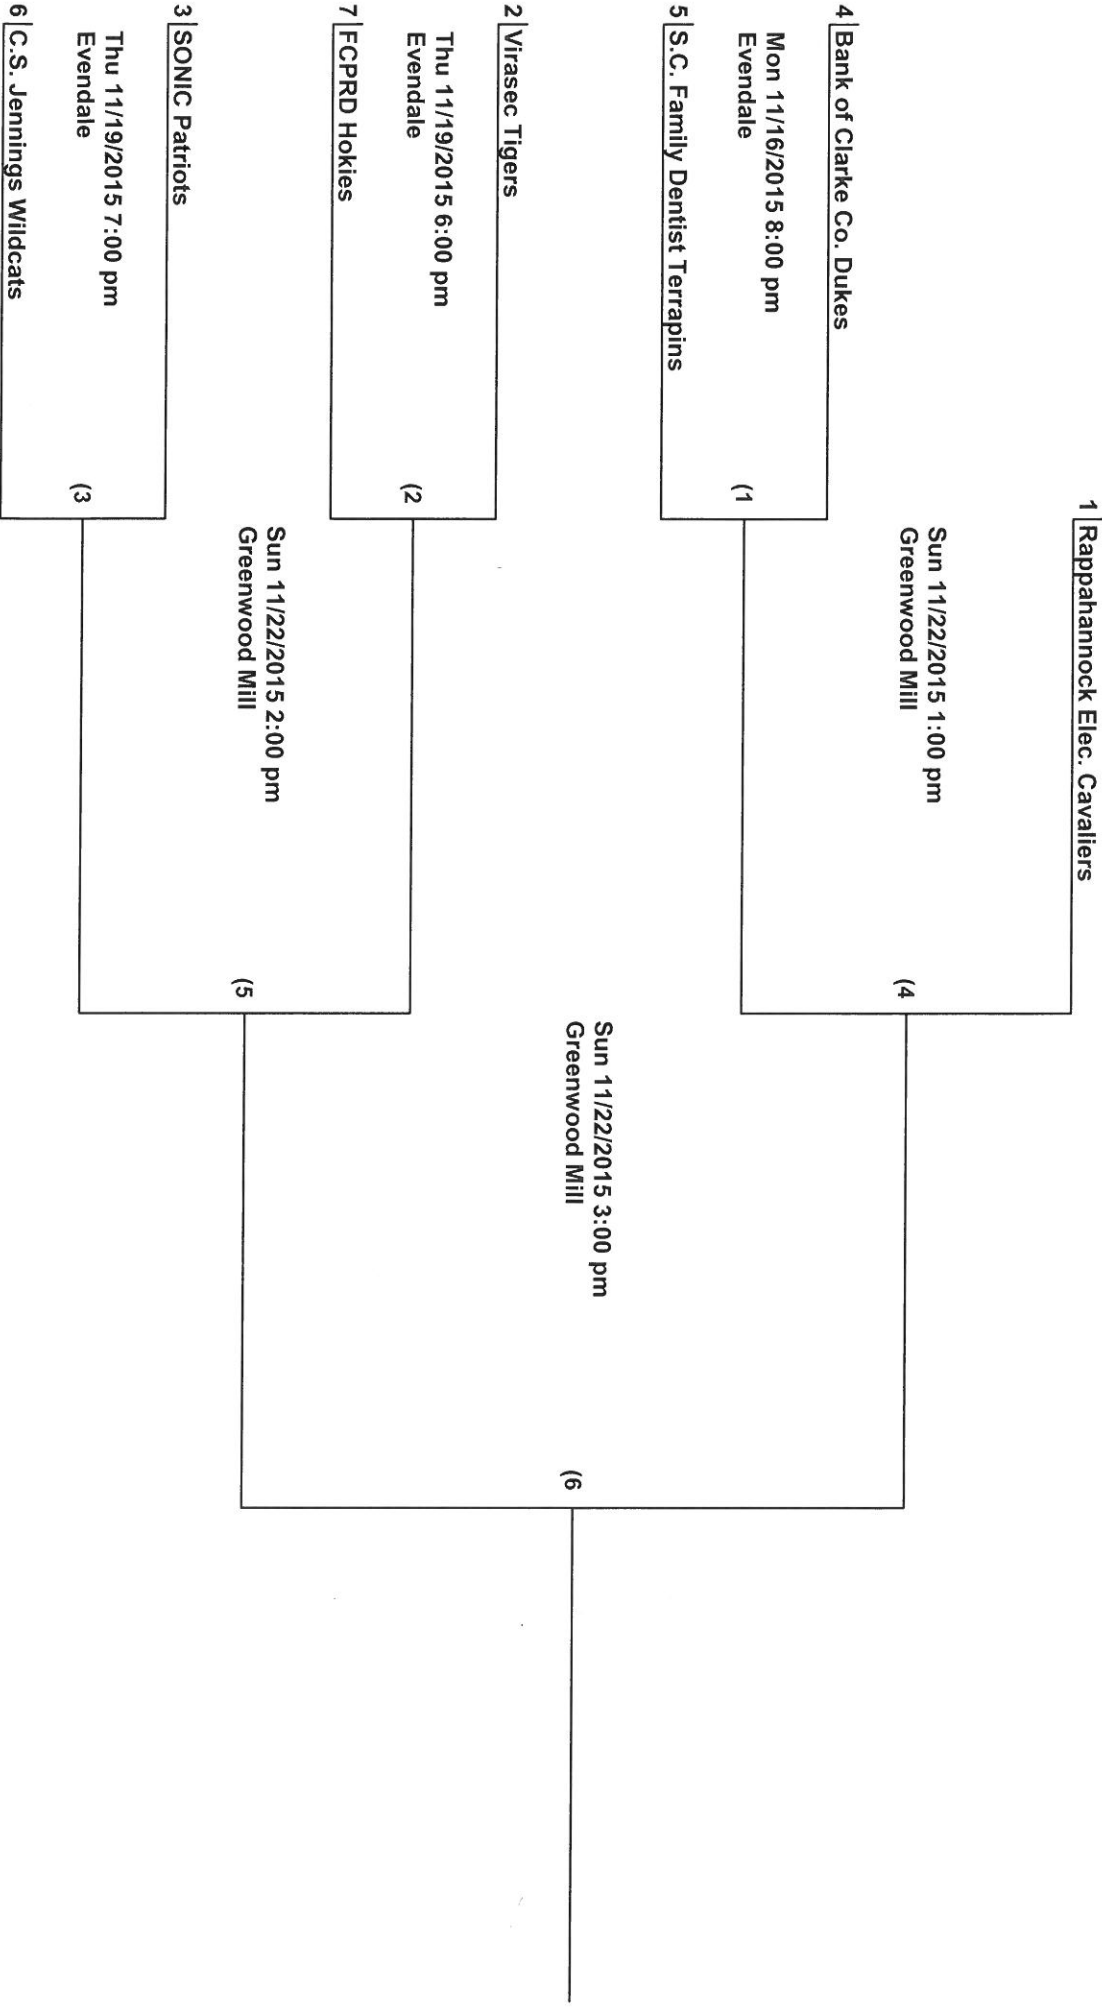 1 Rappahannock Elec. Cavaliers
Sun 11/22/2015 1:00 pm
Greenwood Mill
(4
4 Bank of Clarke Co. Dukes
Mon 11/16/2015 8:00 pm
Evendale
(1
5 S.C. Family Dentist Terrapins
Sun 11/22/2015 3:00 pm
Greenwood Mill
(6
2 Virasec Tigers
Thu 11/19/2015 6:00 pm
Evendale
(2
7 FCPRD Hokies
Sun 11/22/2015 2:00 pm
Greenwood Mill
(5
3 SONIC Patriots
Thu 11/19/2015 7:00 pm
Evendale
(3
6 C.S. Jennings Wildcats